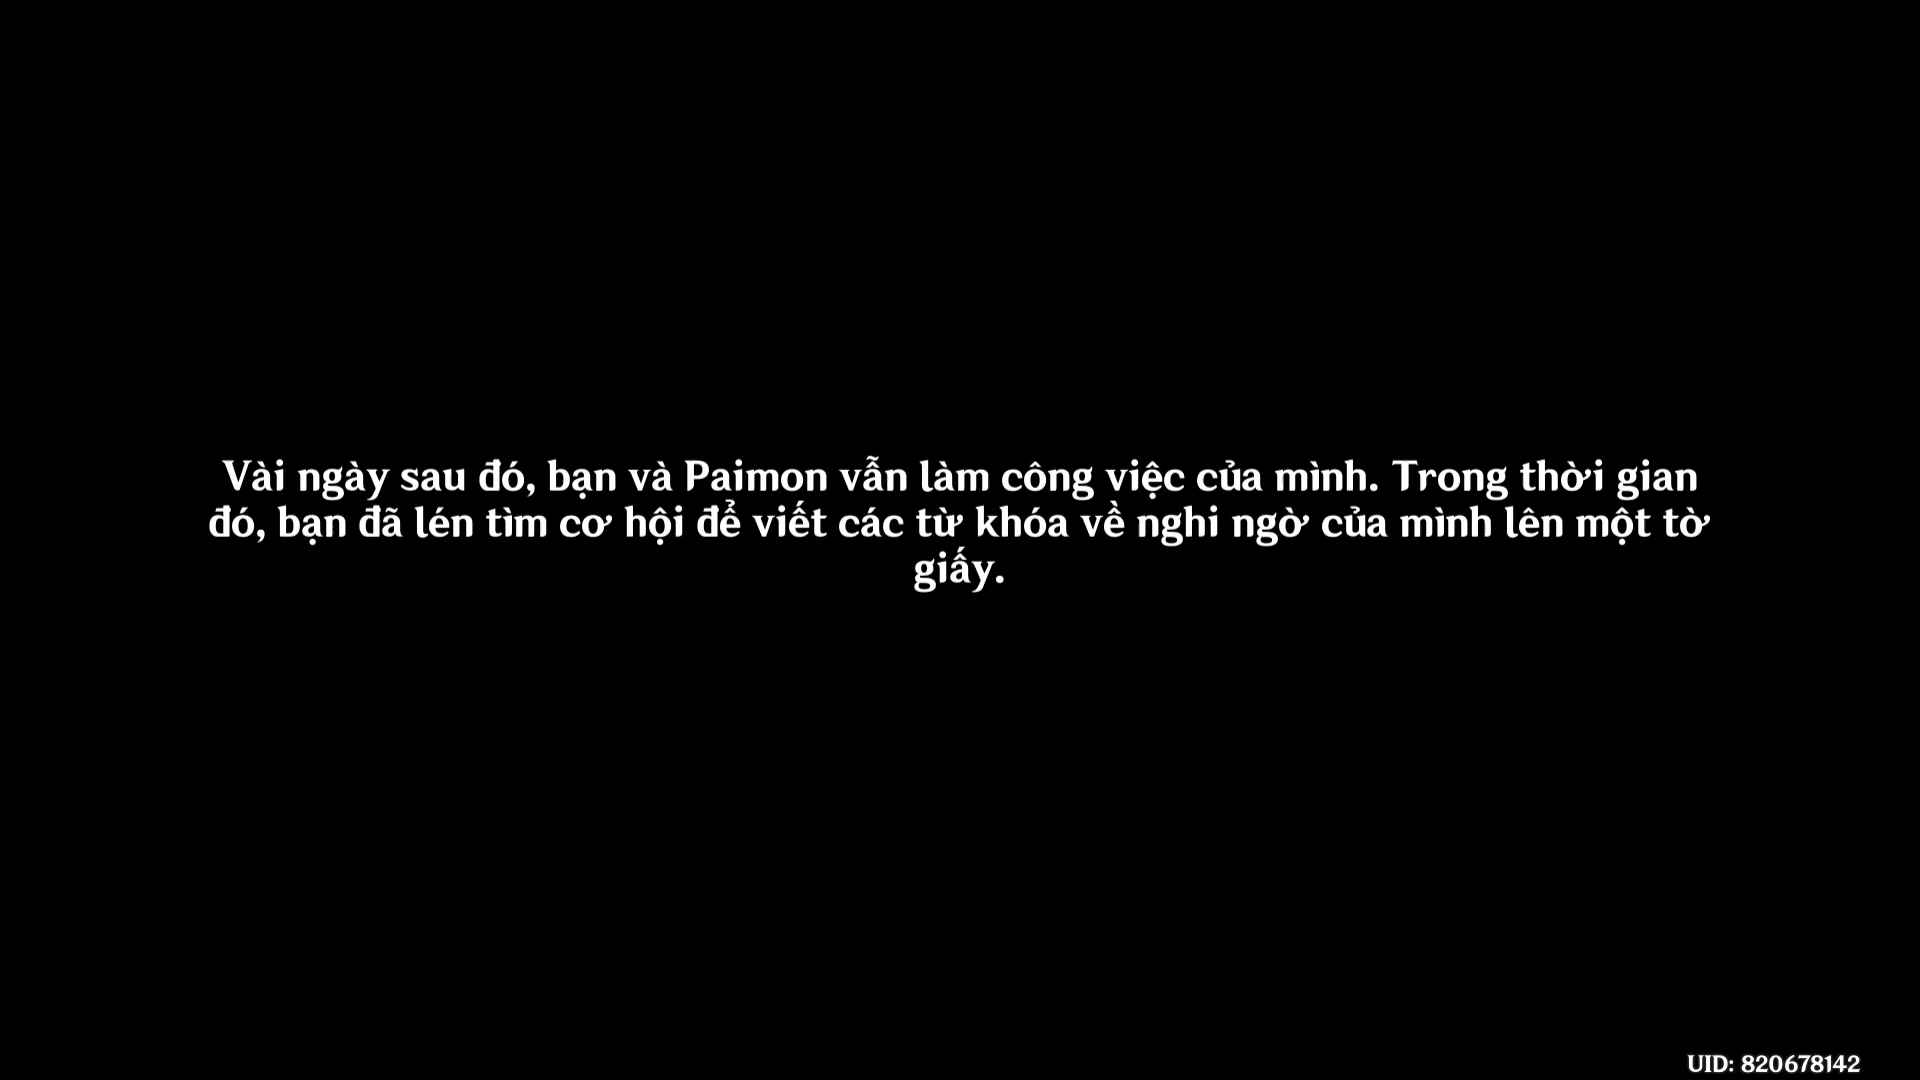 Vài ngày sau đó, bạn và Paimon vẫn làm công việc của mình. Trong thời gian
đó, bạn đã lén tìm cơ hội để viết các từ khóa về nghi ngờ của mình lên một tờ
giấy.
UID: 820678142